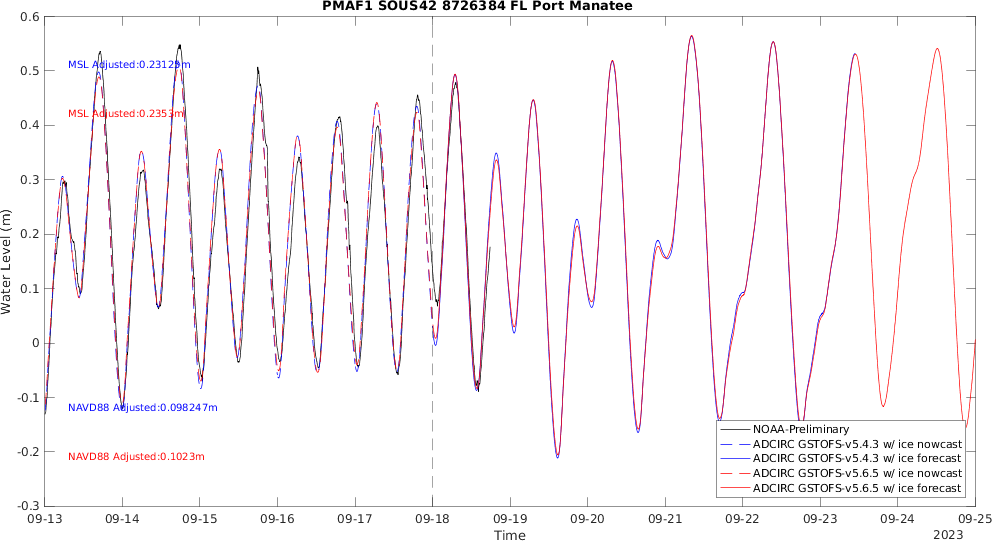 PMAF1 SOUS42 8726384 FL Port Manatee
0.6
0.5
0.4
0.3
0.2
0.1
0
-0.1
-0.2
-0.3
Water Level (m)
MSL Adjusted:0.23129m
MSL Adjusted:0.2353m
NAVD88 Adjusted:0.098247m
NAVD88 Adjusted:0.1023m
NOAA-Preliminary
ADCIRC GSTOFS-v5.4.3 w/ ice nowcast
ADCIRC GSTOFS-v5.4.3 w/ ice forecast
ADCIRC GSTOFS-v5.6.5 w/ ice nowcast
ADCIRC GSTOFS-v5.6.5 w/ ice forecast
09-13 09-14 09-15 09-16 09-17 09-18 09-19 09-20 09-21 09-22 09-23 09-24 09-25
Time
2023